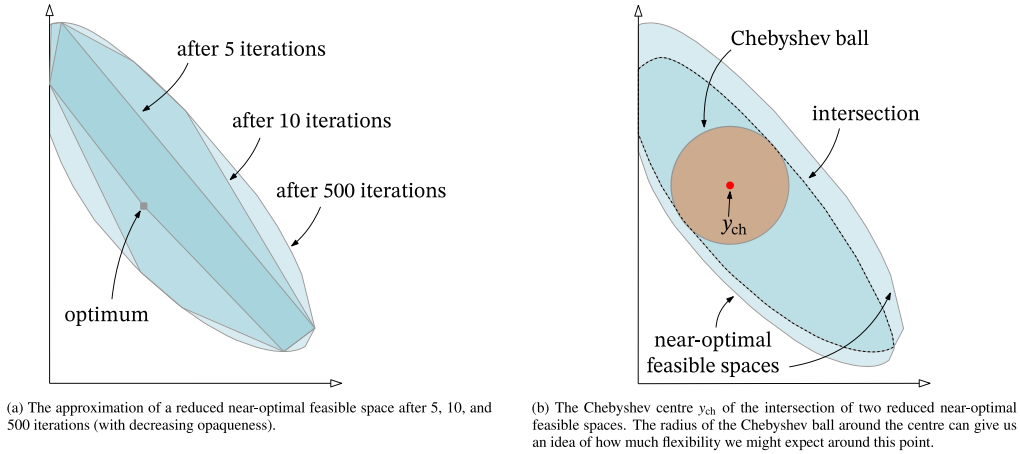 after 5 iterations
after 10 iterations
after 500 iterations
optimum
(a) The approximation of a reduced near-optimal feasible space after 5, 10, and
500 iterations (with decreasing opaqueness).
Chebyshev ball
intersection
y_ch
near-optimal
feasible spaces
(b) The Chebyshev centre y_ch of the intersection of two reduced near-optimal
feasible spaces. The radius of the Chebyshev ball around the centre can give us
an idea of how much flexibility we might expect around this point.